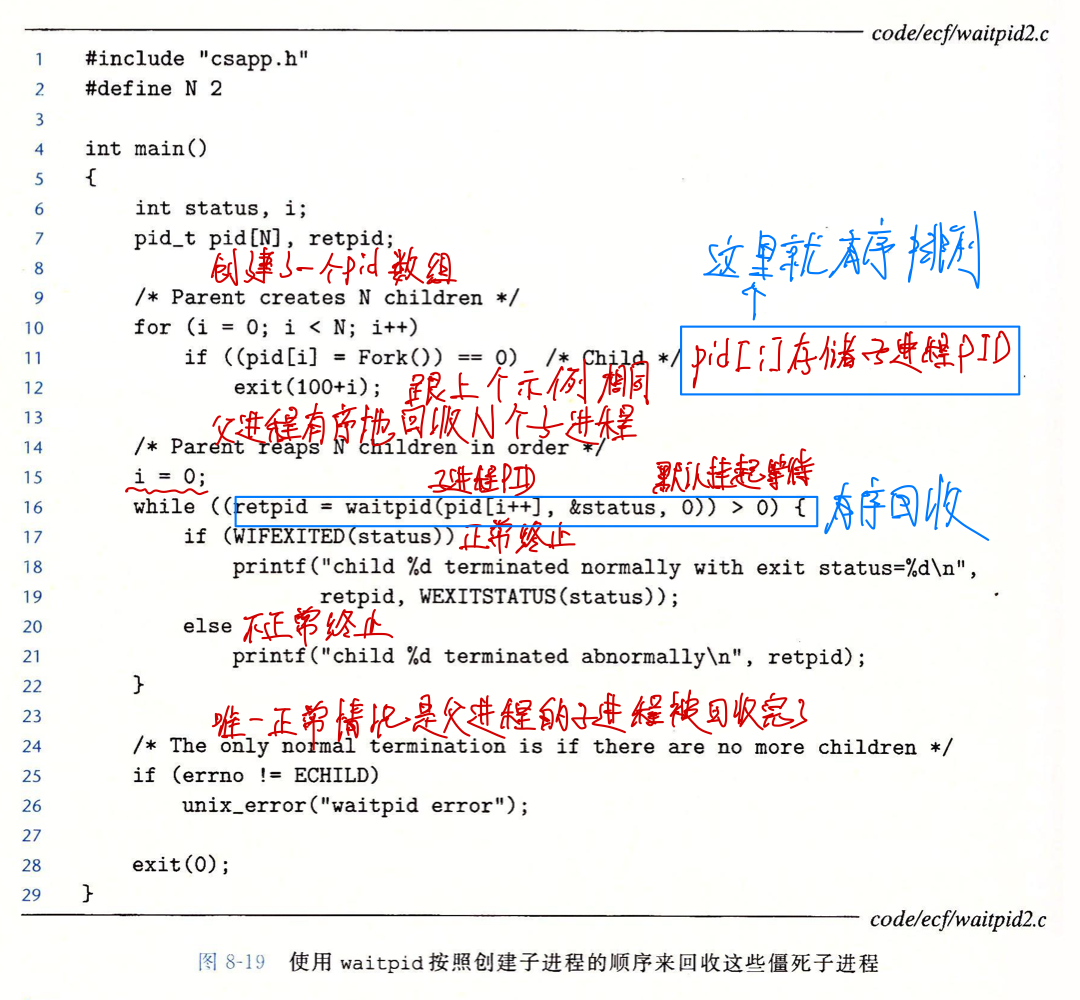 code/ecf/waitpid2.c
1 #include "csapp.h"
2 #define N 2
3
4 int main()
5 {
6 int status, i;
7 pid_t pid[N], retpid;
8 创建了一个pid数组
这里就有序排列
9 /* Parent creates N children */
10 for (i = 0; i < N; i++)
11 if ((pid[i] = Fork()) == 0) /* Child */
pid[i]存储子进程PID
12 exit(100+i); 跟上个示例相同
13 父进程有序地回收N个子进程
14 /* Parent reaps N children in order */
15 i = 0; 子进程PID 默认挂起等待
16 while ((retpid = waitpid(pid[i++], &status, 0)) > 0) { 有序回收
17 if (WIFEXITED(status)) 正常终止
18 printf("child %d terminated normally with exit status=%d\n",
19 retpid, WEXITSTATUS(status));
20 else 不正常终止
21 printf("child %d terminated abnormally\n", retpid);
22 }
23 唯一正常情况是父进程的子进程被回收完了
24 /* The only normal termination is if there are no more children */
25 if (errno != ECHILD)
26 unix_error("waitpid error");
27
28 exit(0);
29 }
code/ecf/waitpid2.c
图 8-19 使用 waitpid 按照创建子进程的顺序来回收这些僵死子进程